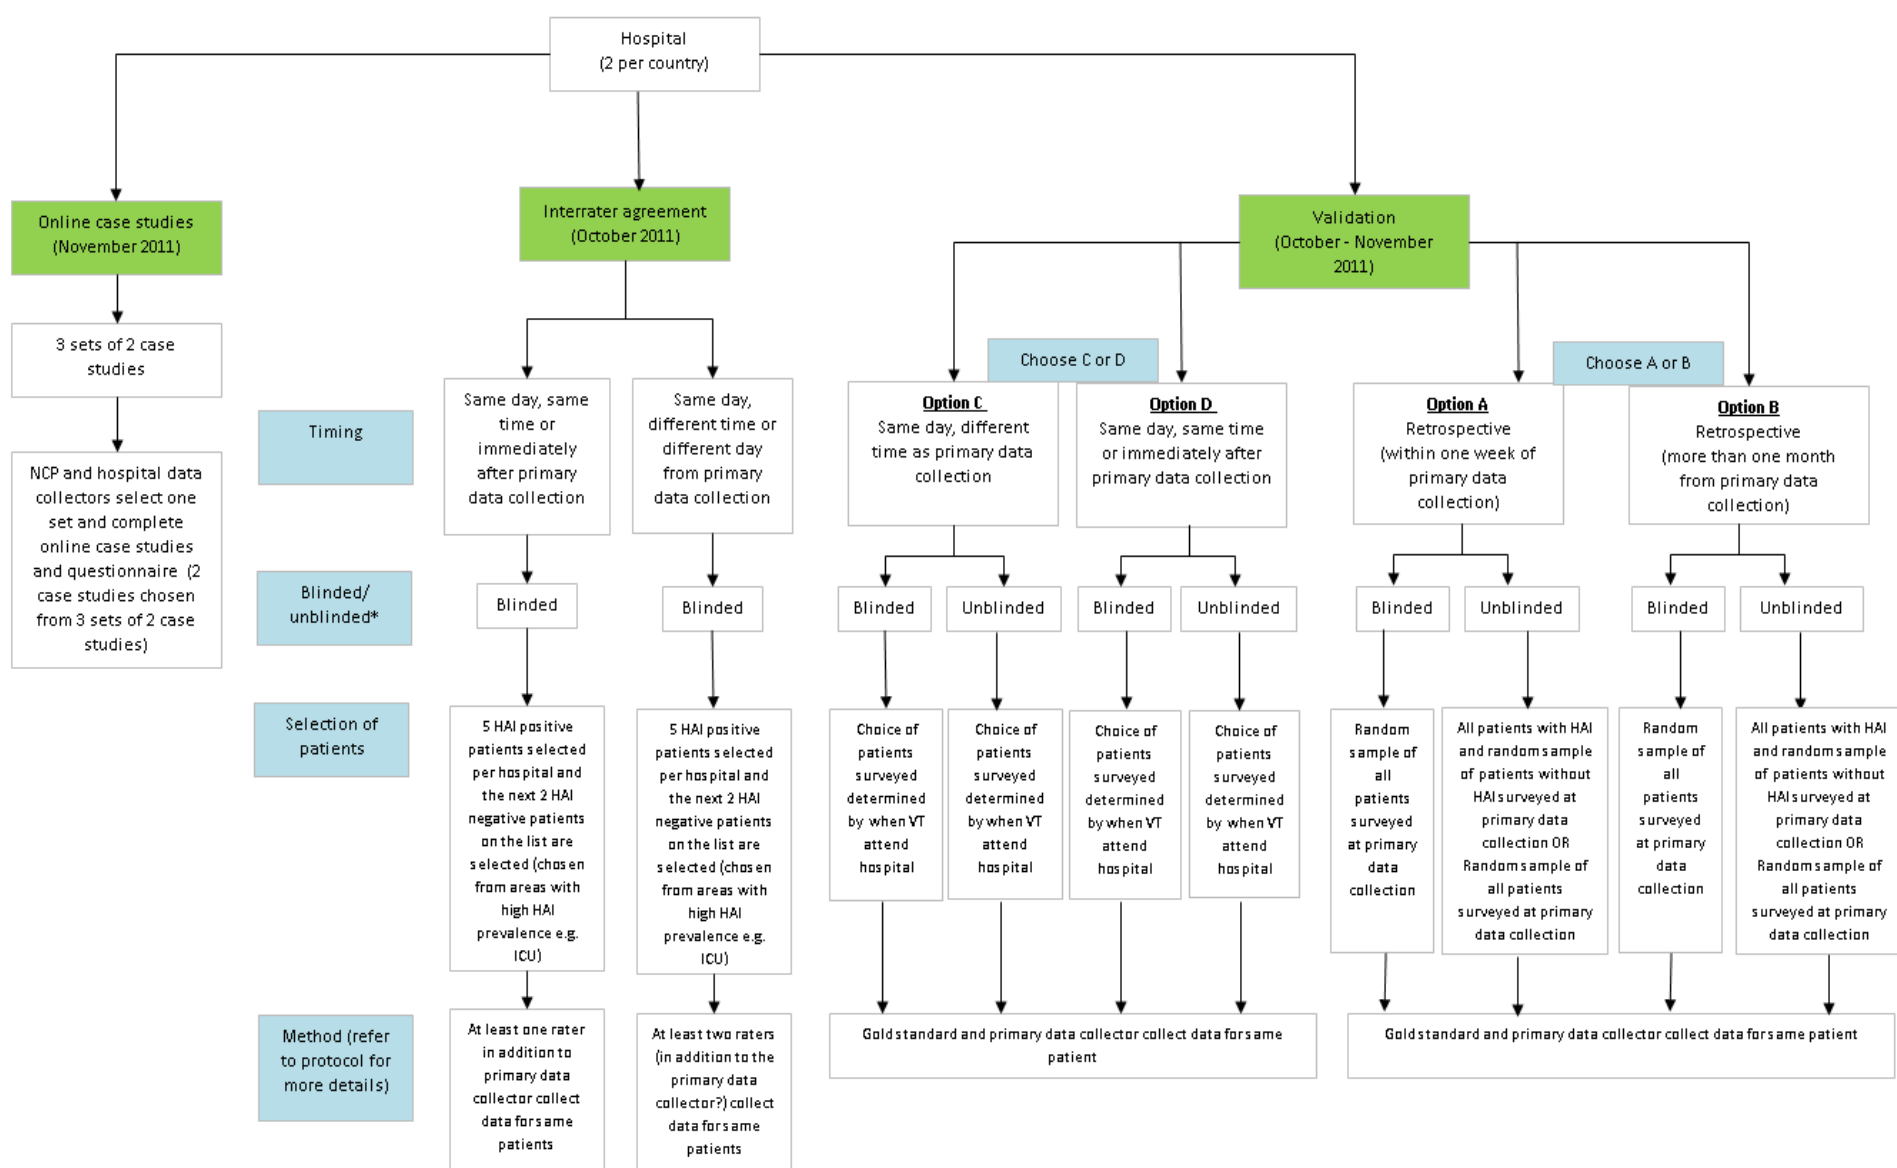 Hospital
(2 per country)
Online case studies
(November 2011)
Interrater agreement
(October 2011)
Validation
(October - November
2011)
3 sets of 2 case
studies
NCP and hospital data
collectors select one
set and complete
online case studies
and questionnaire (2
case studies chosen
from 3 sets of 2 case
studies)
Choose C or D
Choose A or B
Timing
Same day, same
time or
immediately
after primary
data collection
Same day,
different time or
different day
from primary
data collection
Option C
Same day, different
time as primary data
collection
Option D
Same day, same time
or immediately after
primary data collection
Option A
Retrospective
(within one week of
primary data
collection)
Option B
Retrospective
(more than one month
from primary data
collection)
Blinded/
unblinded*
Blinded
Blinded
Blinded
Unblinded
Blinded
Unblinded
Blinded
Unblinded
Blinded
Unblinded
Selection of
patients
5 HAI positive
patients selected
per hospital and
the next 2 HAI
negative patients
on the list are
selected (chosen
from areas with
high HAI
prevalence e.g.
ICU)
5 HAI positive
patients selected
per hospital and
the next 2 HAI
negative patients
on the list are
selected (chosen
from areas with
high HAI
prevalence e.g.
ICU)
Choice of
patients
surveyed
determined
by when VT
attend
hospital
Choice of
patients
surveyed
determined
by when VT
attend
hospital
Choice of
patients
surveyed
determined
by when VT
attend
hospital
Choice of
patients
surveyed
determined
by when VT
attend
hospital
Random
sample of
all
patients
surveyed
at primary
data
collection
All patients with HAI
and random sample
of patients without
HAI surveyed at
primary data
collection OR
Random sample of
all patients
surveyed at primary
data collection
Random
sample of
all
patients
surveyed
at primary
data
collection
All patients with HAI
and random sample
of patients without
HAI surveyed at
primary data
collection OR
Random sample of
all patients
surveyed at primary
data collection
Method (refer
to protocol for
more details)
At least one rater
in addition to
primary data
collector collect
data for same
patients
At least two raters
(in addition to the
primary data
collector?) collect
data for same
patients
Gold standard and primary data collector collect data for same
patient
Gold standard and primary data collector collect data for same patient